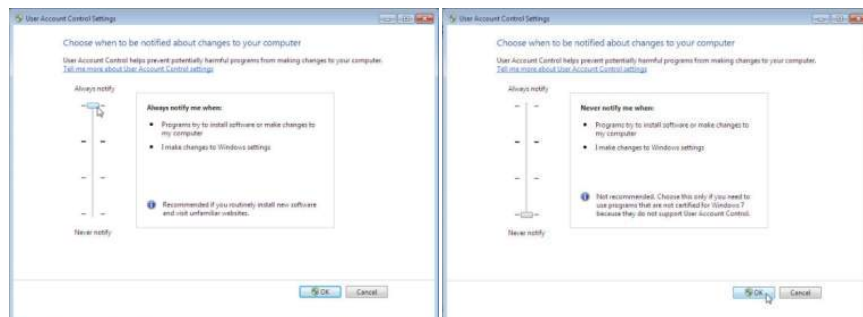 User Account Control Settings
Choose when to be notified about changes to your computer
User Account Control helps prevent potentially harmful programs from making changes to your computer.
Tell me more about User Account Control settings
Always notify
Always notify me when:
• Programs try to install software or make changes to
my computer
• I make changes to Windows settings
Recommended if you routinely install new software
and visit unfamiliar websites.
Never notify
OK
Cancel
User Account Control Settings
Choose when to be notified about changes to your computer
User Account Control helps prevent potentially harmful programs from making changes to your computer.
Tell me more about User Account Control settings
Always notify
Never notify me when:
• Programs try to install software or make changes to
my computer
• I make changes to Windows settings
Not recommended. Choose this only if you need to
use programs that are not certified for Windows 7
because they do not support User Account Control.
Never notify
OK
Cancel